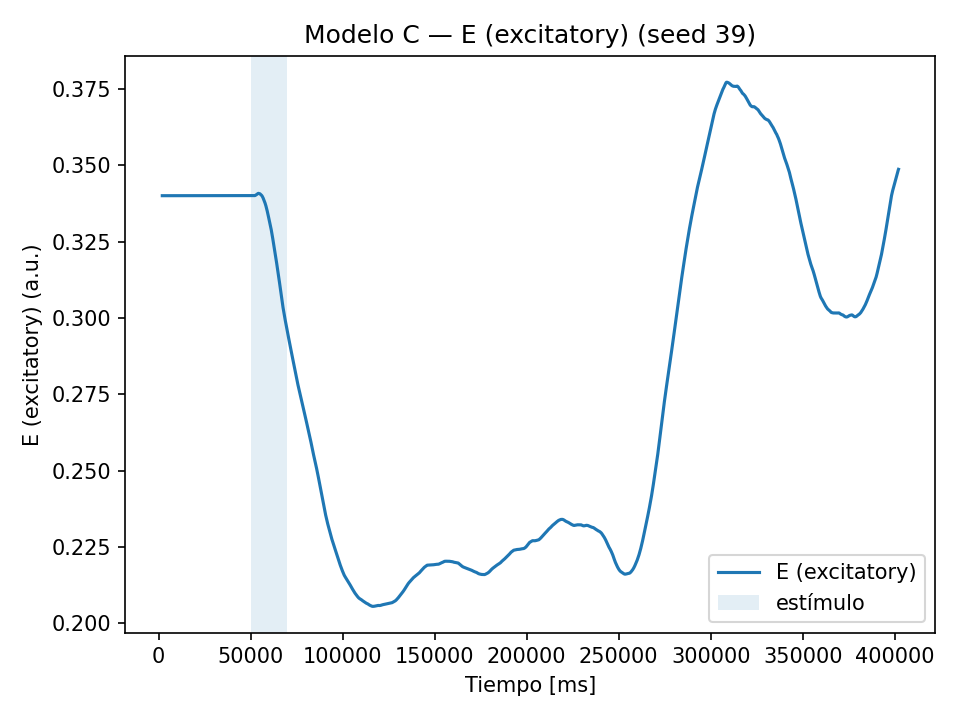 Modelo C — E (excitatory) (seed 39)
E (excitatory) (a.u.)
0.375
0.350
0.325
0.300
0.275
0.250
0.225
0.200
E (excitatory)
estímulo
0 50000 100000 150000 200000 250000 300000 350000 400000
Tiempo [ms]